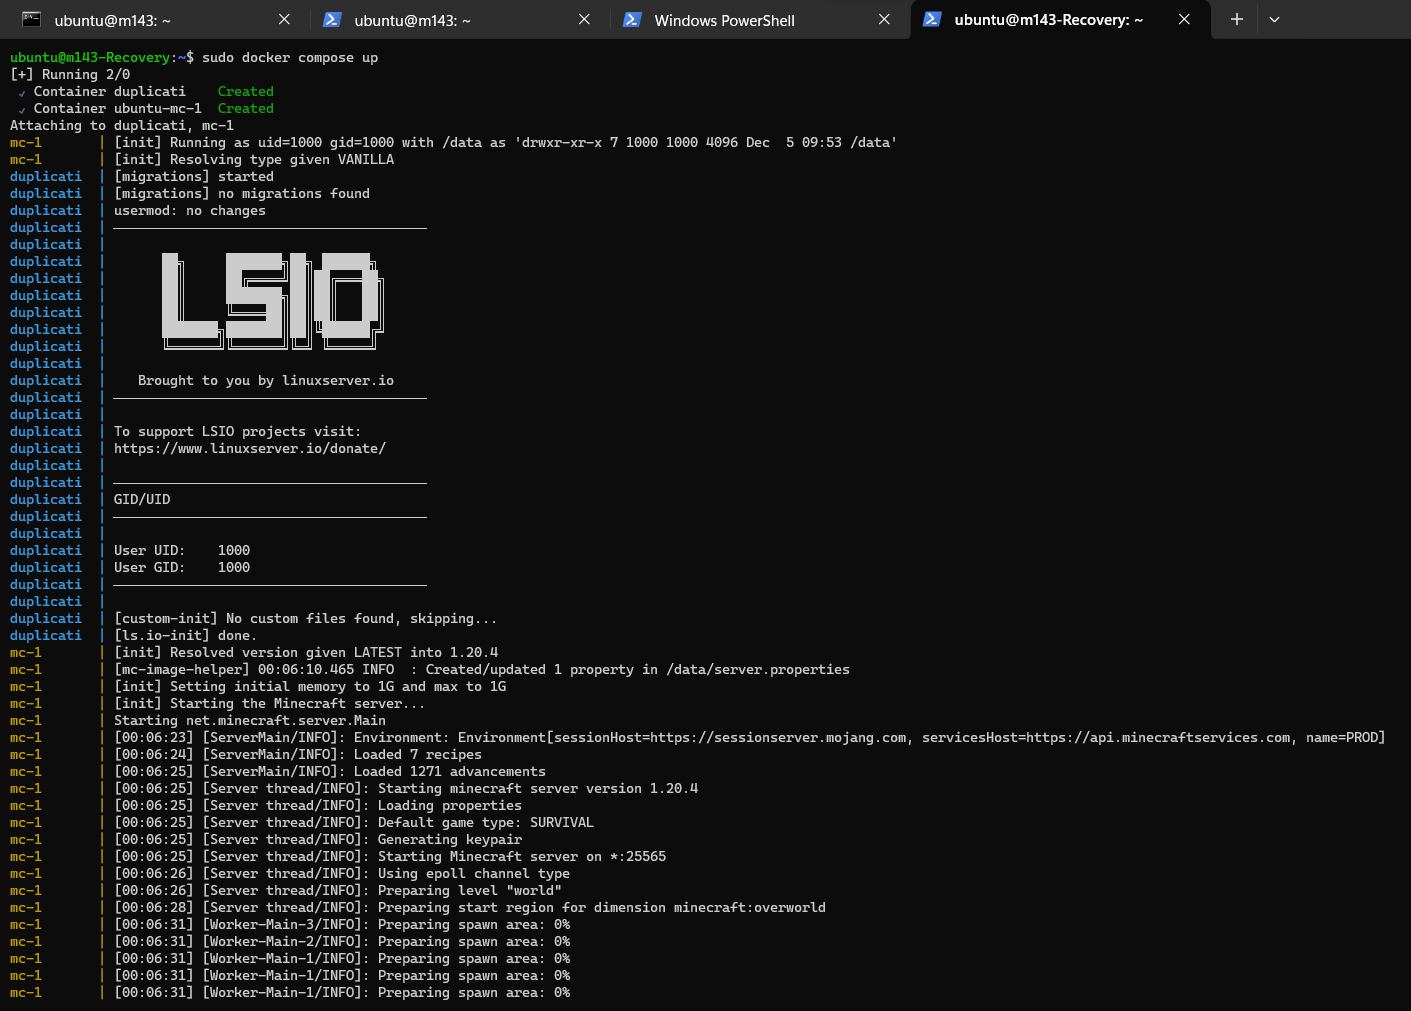 ubuntu@m143: ~
ubuntu@m143: ~
Windows PowerShell
ubuntu@m143-Recovery: ~
ubuntu@m143-Recovery:~$ sudo docker compose up
[+] Running 2/0
✓ Container duplicati    Created
✓ Container ubuntu-mc-1  Created
Attaching to duplicati, mc-1
mc-1       | [init] Running as uid=1000 gid=1000 with /data as 'drwxr-xr-x 7 1000 1000 4096 Dec  5 09:53 /data'
mc-1       | [init] Resolving type given VANILLA
duplicati  | [migrations] started
duplicati  | [migrations] no migrations found
duplicati  | usermod: no changes
duplicati  | ───────────────────────────────────────
duplicati  |
duplicati  | LSIO
duplicati  |
duplicati  |
duplicati  |
duplicati  |
duplicati  |
duplicati  |
duplicati  |
duplicati  |    Brought to you by linuxserver.io
duplicati  | ───────────────────────────────────────
duplicati  |
duplicati  | To support LSIO projects visit:
duplicati  | https://www.linuxserver.io/donate/
duplicati  |
duplicati  | ───────────────────────────────────────
duplicati  | GID/UID
duplicati  | ───────────────────────────────────────
duplicati  |
duplicati  | User UID:    1000
duplicati  | User GID:    1000
duplicati  | ───────────────────────────────────────
duplicati  |
duplicati  | [custom-init] No custom files found, skipping...
duplicati  | [ls.io-init] done.
mc-1       | [init] Resolved version given LATEST into 1.20.4
mc-1       | [mc-image-helper] 00:06:10.465 INFO  : Created/updated 1 property in /data/server.properties
mc-1       | [init] Setting initial memory to 1G and max to 1G
mc-1       | [init] Starting the Minecraft server...
mc-1       | Starting net.minecraft.server.Main
mc-1       | [00:06:23] [ServerMain/INFO]: Environment: Environment[sessionHost=https://sessionserver.mojang.com, servicesHost=https://api.minecraftservices.com, name=PROD]
mc-1       | [00:06:24] [ServerMain/INFO]: Loaded 7 recipes
mc-1       | [00:06:25] [ServerMain/INFO]: Loaded 1271 advancements
mc-1       | [00:06:25] [Server thread/INFO]: Starting minecraft server version 1.20.4
mc-1       | [00:06:25] [Server thread/INFO]: Loading properties
mc-1       | [00:06:25] [Server thread/INFO]: Default game type: SURVIVAL
mc-1       | [00:06:25] [Server thread/INFO]: Generating keypair
mc-1       | [00:06:25] [Server thread/INFO]: Starting Minecraft server on *:25565
mc-1       | [00:06:26] [Server thread/INFO]: Using epoll channel type
mc-1       | [00:06:26] [Server thread/INFO]: Preparing level "world"
mc-1       | [00:06:28] [Server thread/INFO]: Preparing start region for dimension minecraft:overworld
mc-1       | [00:06:31] [Worker-Main-3/INFO]: Preparing spawn area: 0%
mc-1       | [00:06:31] [Worker-Main-2/INFO]: Preparing spawn area: 0%
mc-1       | [00:06:31] [Worker-Main-1/INFO]: Preparing spawn area: 0%
mc-1       | [00:06:31] [Worker-Main-1/INFO]: Preparing spawn area: 0%
mc-1       | [00:06:31] [Worker-Main-1/INFO]: Preparing spawn area: 0%